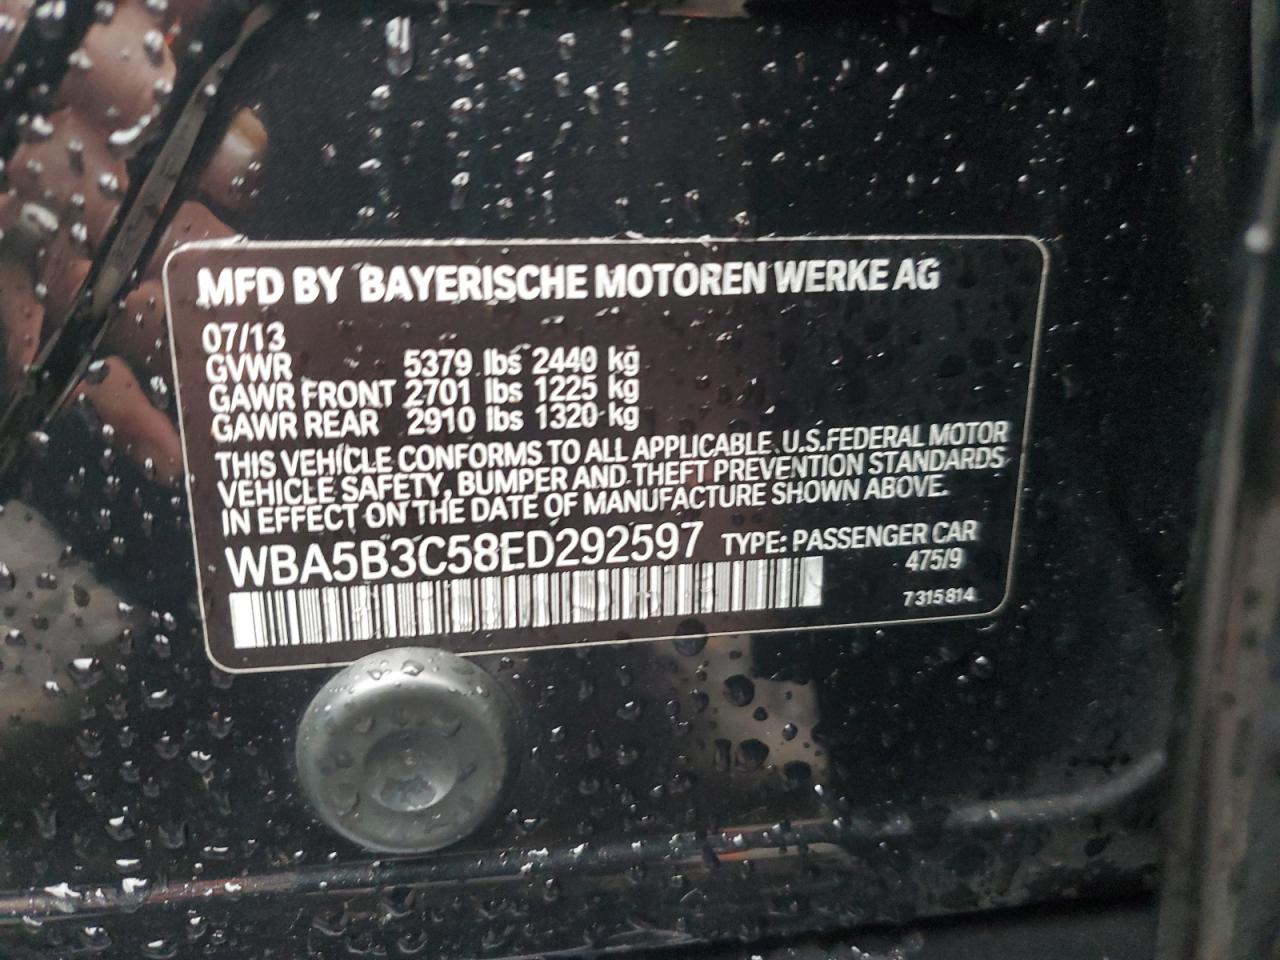 MFD BY BAYERISCHE MOTOREN WERKE AG
07/13
GVWR 5379 lbs 2440 kg
GAWR FRONT 2701 lbs 1225 kg
GAWR REAR 2910 lbs 1320 kg
THIS VEHICLE CONFORMS TO ALL APPLICABLE U.S.FEDERAL MOTOR
VEHICLE SAFETY, BUMPER AND THEFT PREVENTION STANDARDS
IN EFFECT ON THE DATE OF MANUFACTURE SHOWN ABOVE.
WBA5B3C58ED292597 TYPE: PASSENGER CAR
475/9
7315814